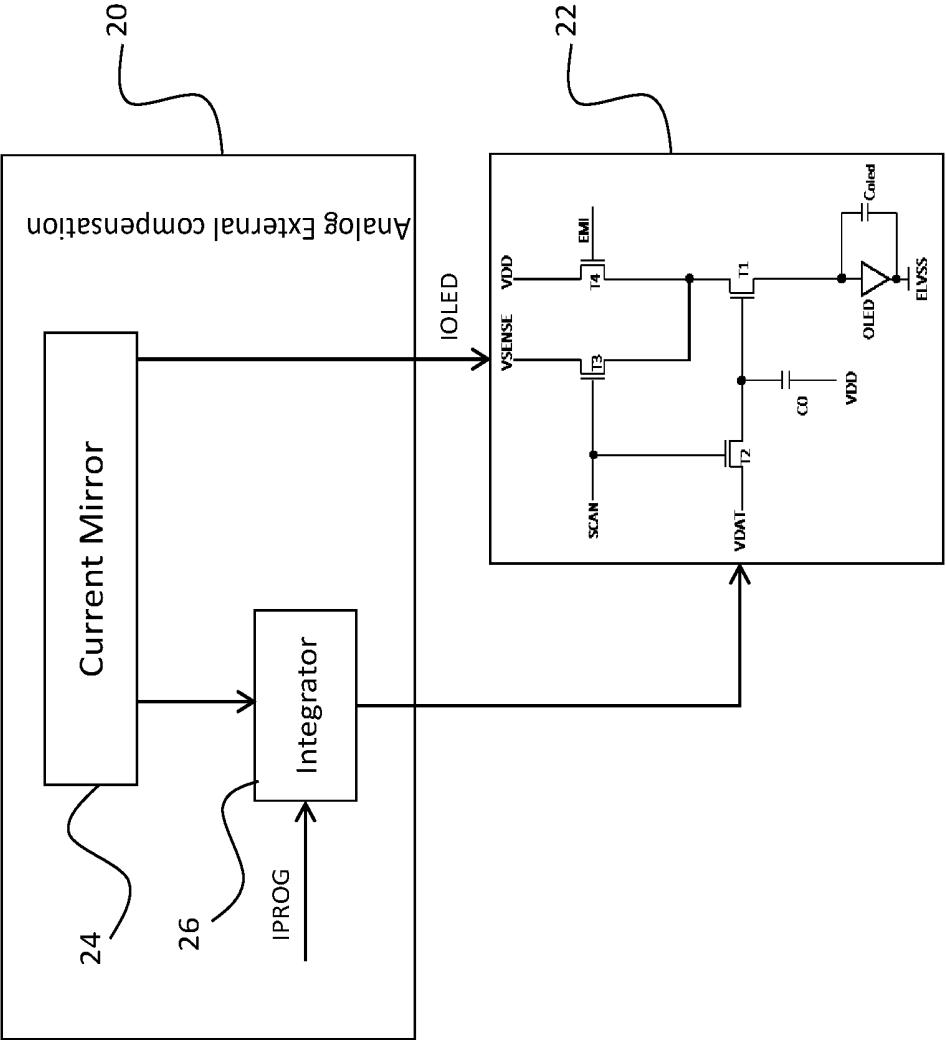 20
22
Analog External compensation
Current Mirror
IOLED
Integrator
24
26
IPROG
VSENSE
VDD
EMI
T3
T4
SCAN
T1
T2
VDAT
C0
VDD
Coled
OLED
ELVSS